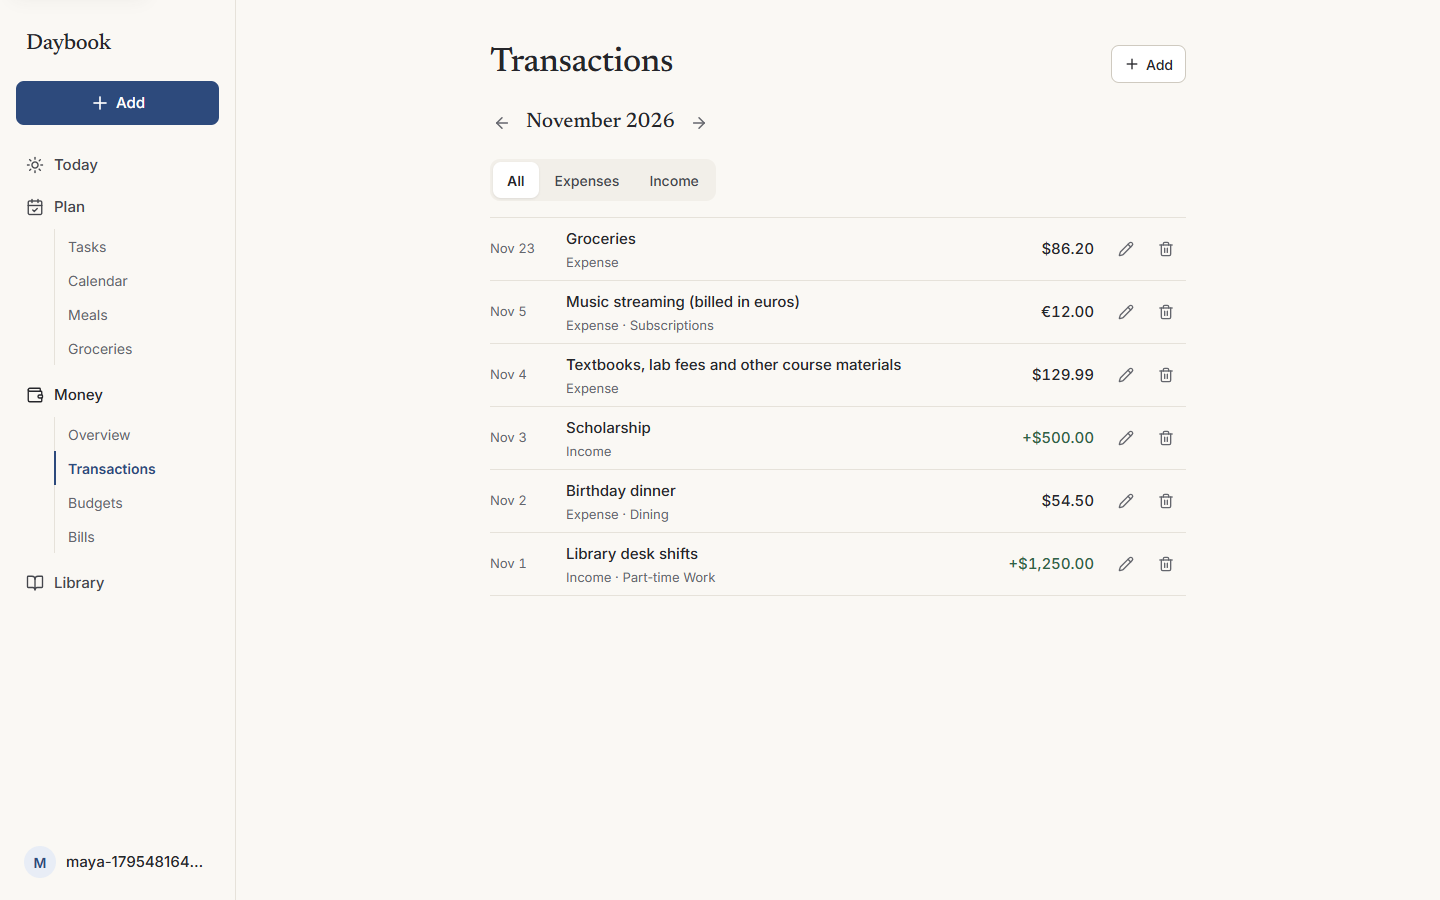 Daybook
Add
Today
Plan
Tasks
Calendar
Meals
Groceries
Money
Overview
Transactions
Budgets
Bills
Library
M maya-179548164...
Transactions
Add
November 2026
All Expenses Income
Nov 23 Groceries $86.20
Expense
Nov 5 Music streaming (billed in euros) €12.00
Expense · Subscriptions
Nov 4 Textbooks, lab fees and other course materials $129.99
Expense
Nov 3 Scholarship +$500.00
Income
Nov 2 Birthday dinner $54.50
Expense · Dining
Nov 1 Library desk shifts +$1,250.00
Income · Part-time Work